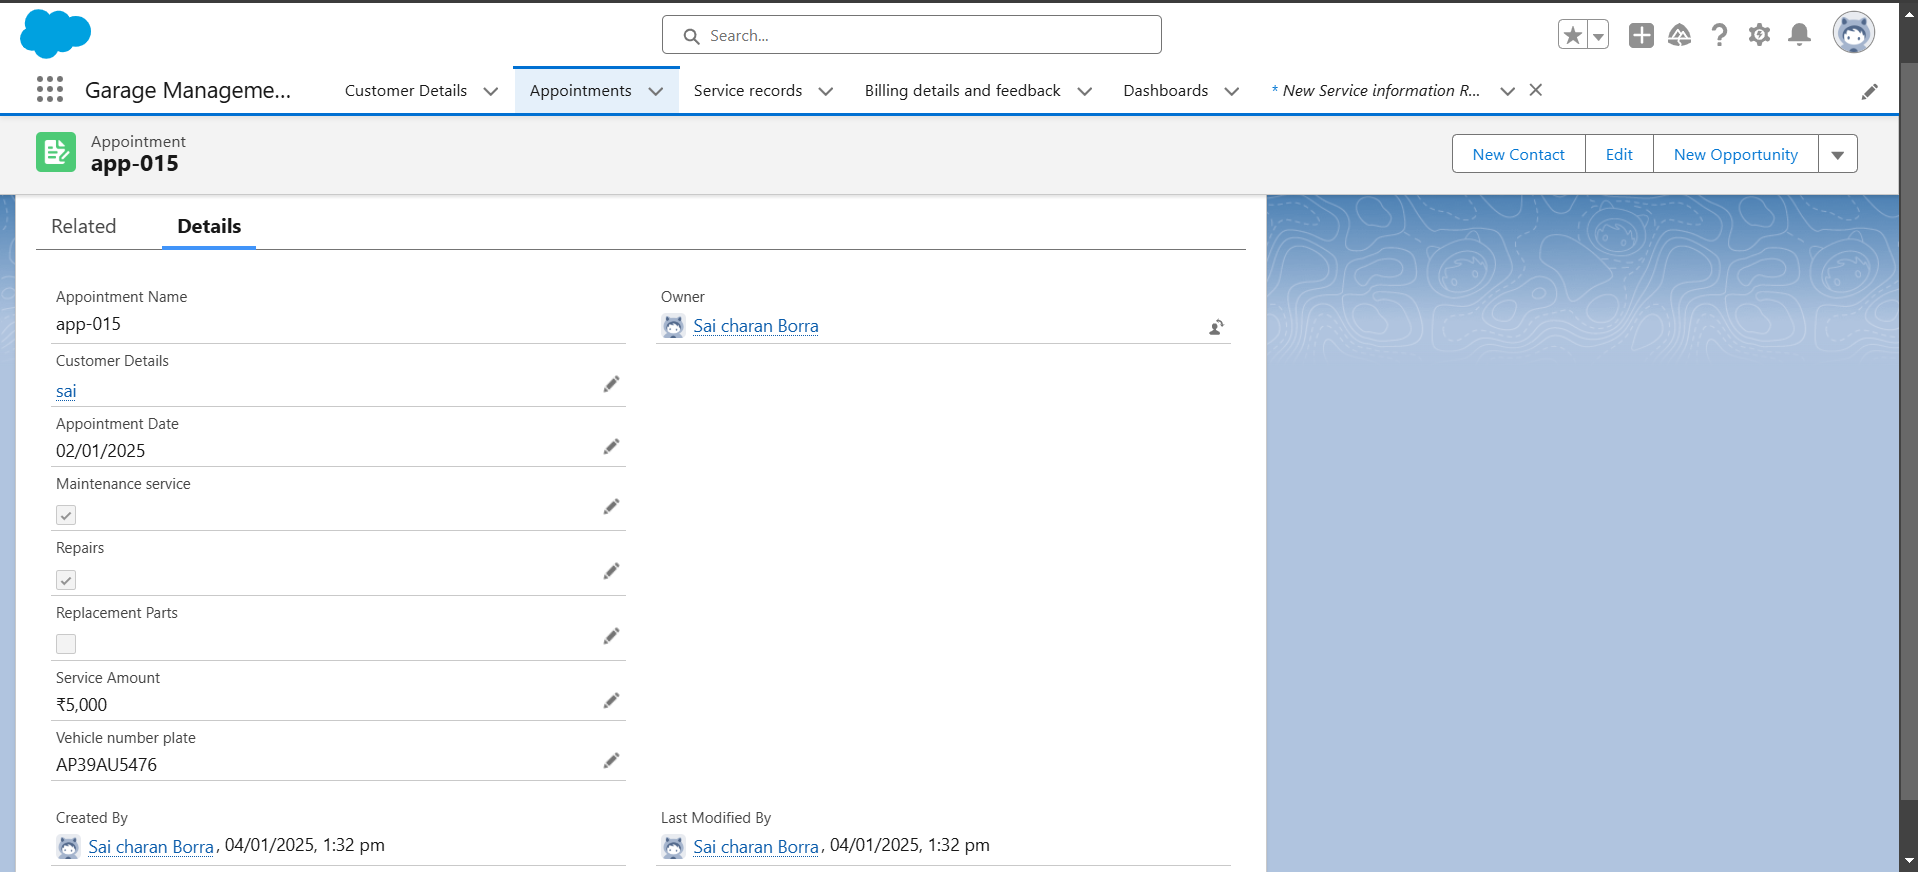 Search...
Garage Manageme...
Customer Details
Appointments
Service records
Billing details and feedback
Dashboards
* New Service information R...
Appointment
app-015
New Contact
Edit
New Opportunity
Related
Details
Appointment Name
app-015
Owner
Sai charan Borra
Customer Details
sai
Appointment Date
02/01/2025
Maintenance service
Repairs
Replacement Parts
Service Amount
₹5,000
Vehicle number plate
AP39AU5476
Created By
Sai charan Borra, 04/01/2025, 1:32 pm
Last Modified By
Sai charan Borra, 04/01/2025, 1:32 pm